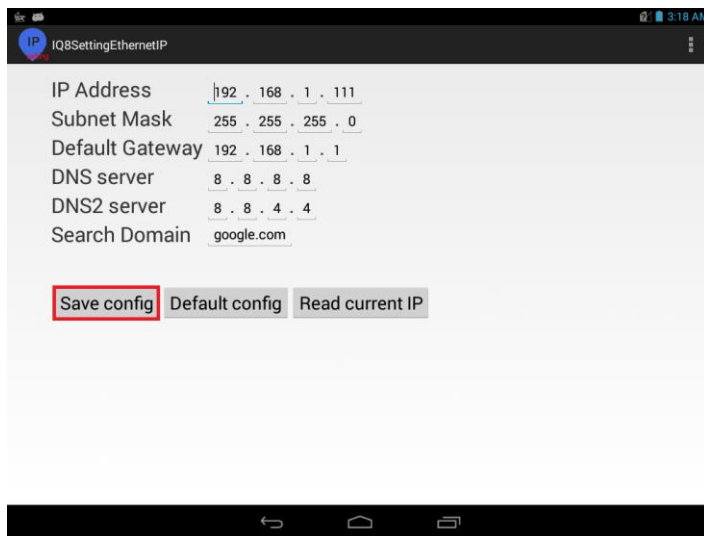 3:18 AM
IP
IQ8SettingEthernetIP
IP Address 192 . 168 . 1 . 111
Subnet Mask 255 . 255 . 255 . 0
Default Gateway 192 . 168 . 1 . 1
DNS server 8 . 8 . 8 . 8
DNS2 server 8 . 8 . 4 . 4
Search Domain google.com
Save config Default config Read current IP